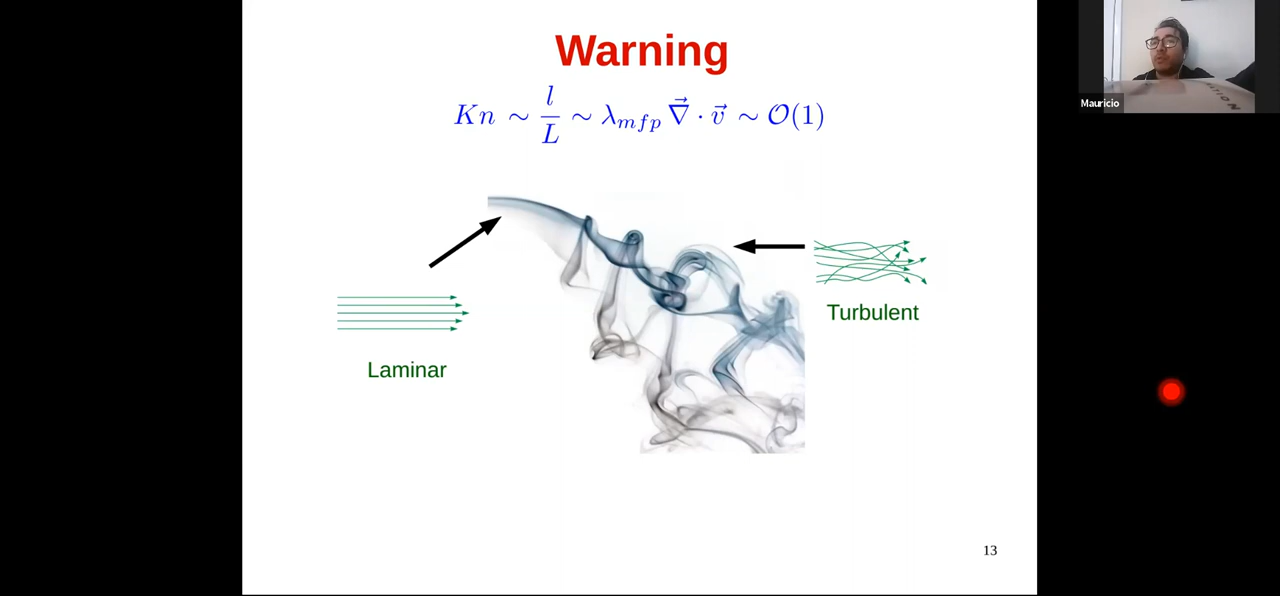 Warning
Kn ∼ l/L ∼ λ_mfp ∇⃗ · v⃗ ∼ 𝒪(1)
Mauricio
Turbulent
Laminar
13